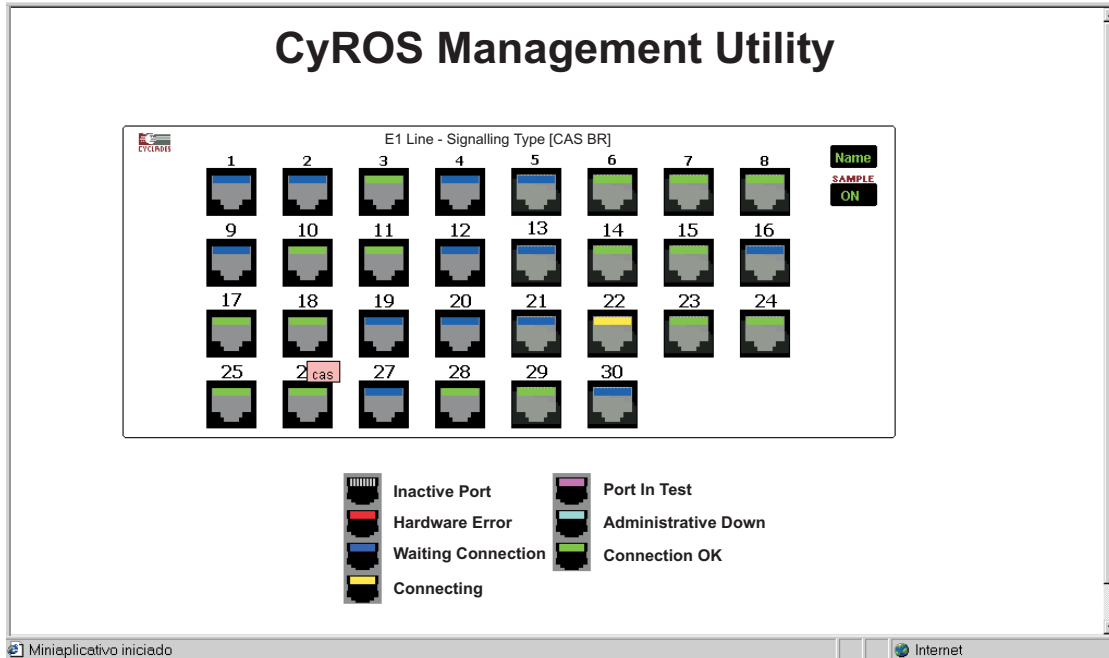 CyROS Management Utility
CYCLADES
E1 Line - Signalling Type [CAS BR]
Name
SAMPLE
ON
1 2 3 4 5 6 7 8
9 10 11 12 13 14 15 16
17 18 19 20 21 22 23 24
25 2 cas 27 28 29 30
Inactive Port
Hardware Error
Waiting Connection
Connecting
Port In Test
Administrative Down
Connection OK
Miniaplicativo iniciado
Internet